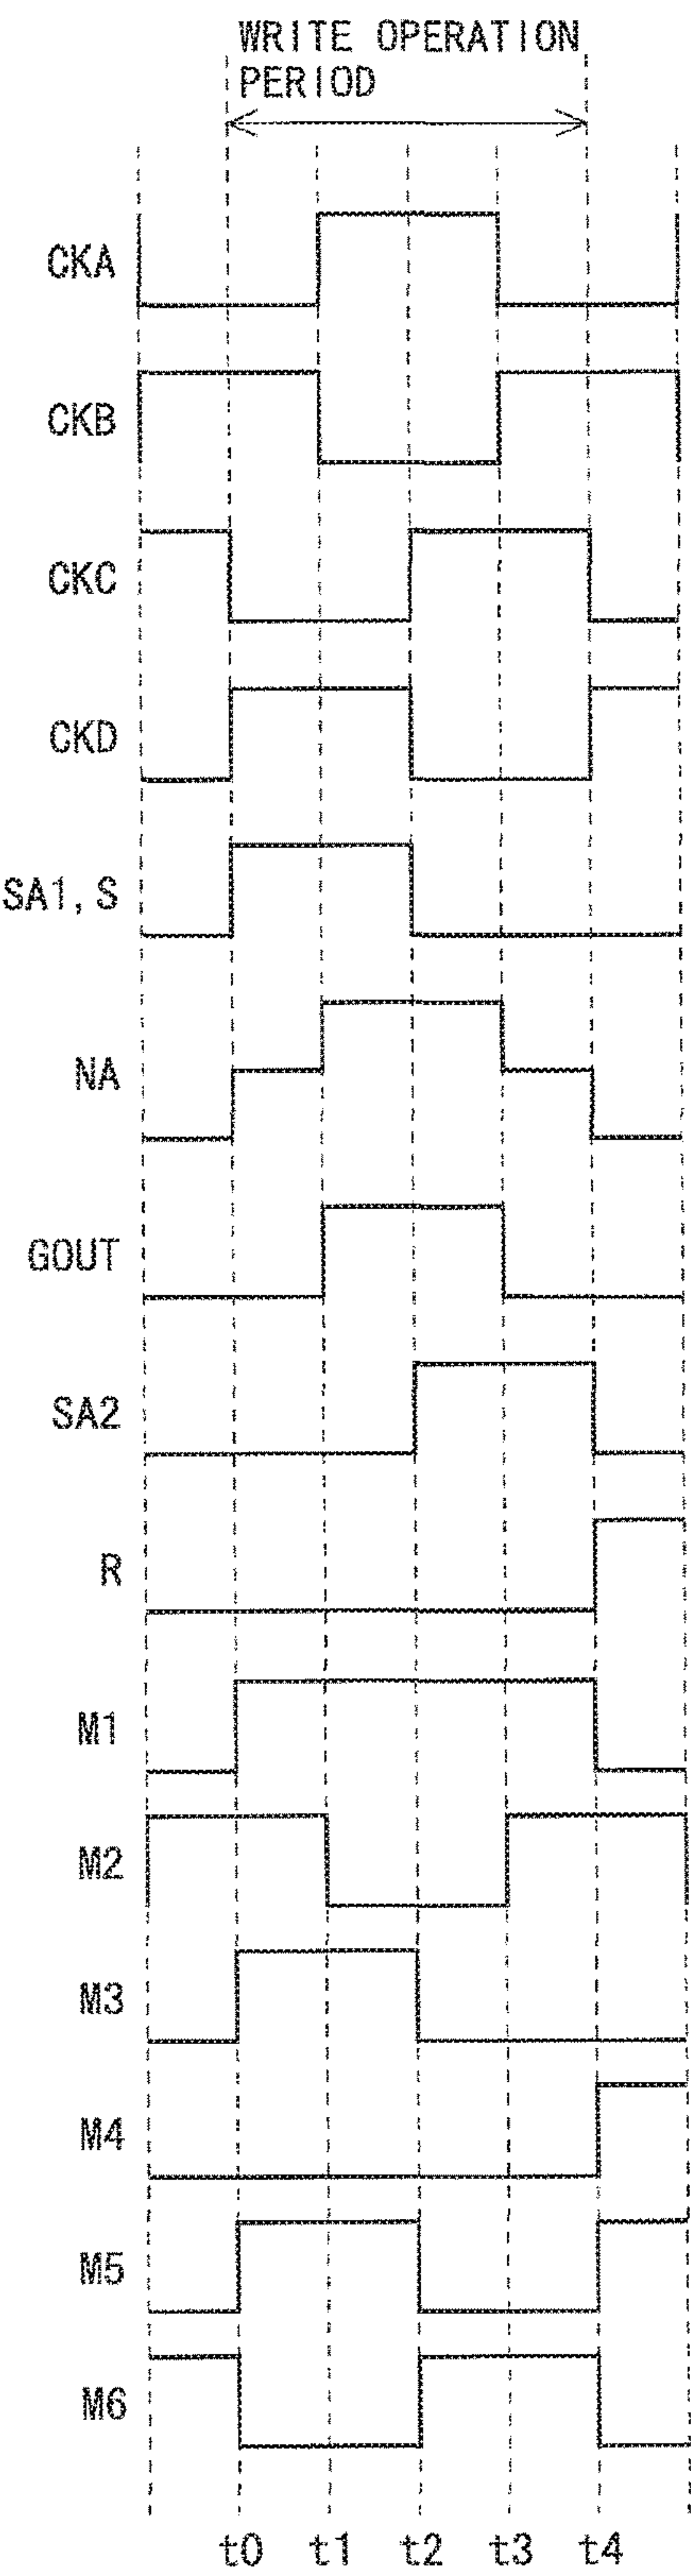 WRITE OPERATION
PERIOD
CKA
CKB
CKC
CKD
SA1, S
NA
GOUT
SA2
R
M1
M2
M3
M4
M5
M6
t0 t1 t2 t3 t4